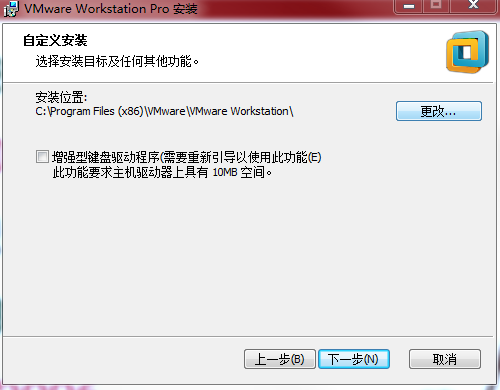 VMware Workstation Pro 安装
自定义安装
选择安装目标及任何其他功能。
安装位置:
C:\Program Files (x86)\VMware\VMware Workstation\
更改...
增强型键盘驱动程序(需要重新引导以使用此功能(E)
此功能要求主机驱动器上具有 10MB 空间。
上一步(B) 下一步(N) 取消